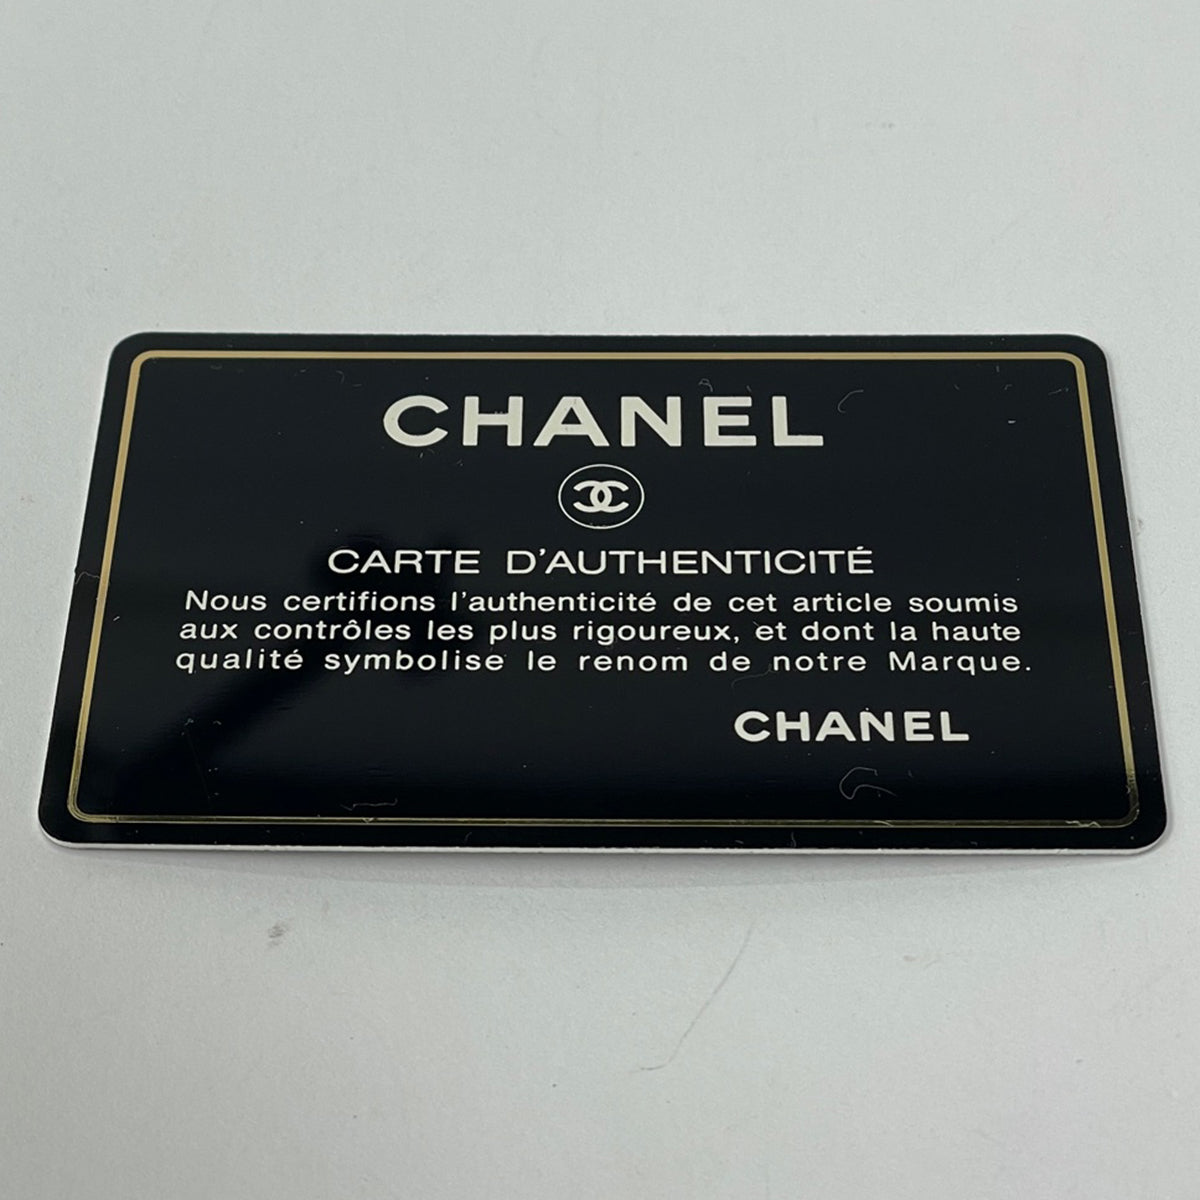 CHANEL
CARTE D'AUTHENTICITÉ
Nous certifions l'authenticité de cet article soumis
aux contrôles les plus rigoureux, et dont la haute
qualité symbolise le renom de notre Marque.
CHANEL